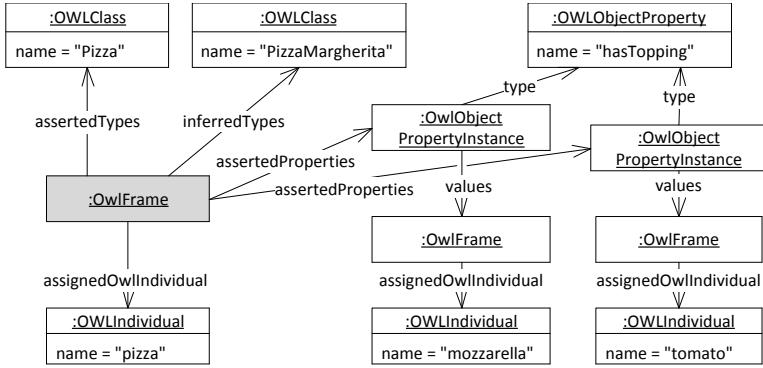 :OWLClass
name = "Pizza"
:OWLClass
name = "PizzaMargherita"
:OWLObjectProperty
name = "hasTopping"
type
type
assertedTypes
inferredTypes
:OwlObject
PropertyInstance
:OwlObject
PropertyInstance
assertedProperties
assertedProperties
values
values
:OwlFrame
:OwlFrame
:OwlFrame
assignedOwlIndividual
assignedOwlIndividual
assignedOwlIndividual
:OWLIndividual
name = "pizza"
:OWLIndividual
name = "mozzarella"
:OWLIndividual
name = "tomato"